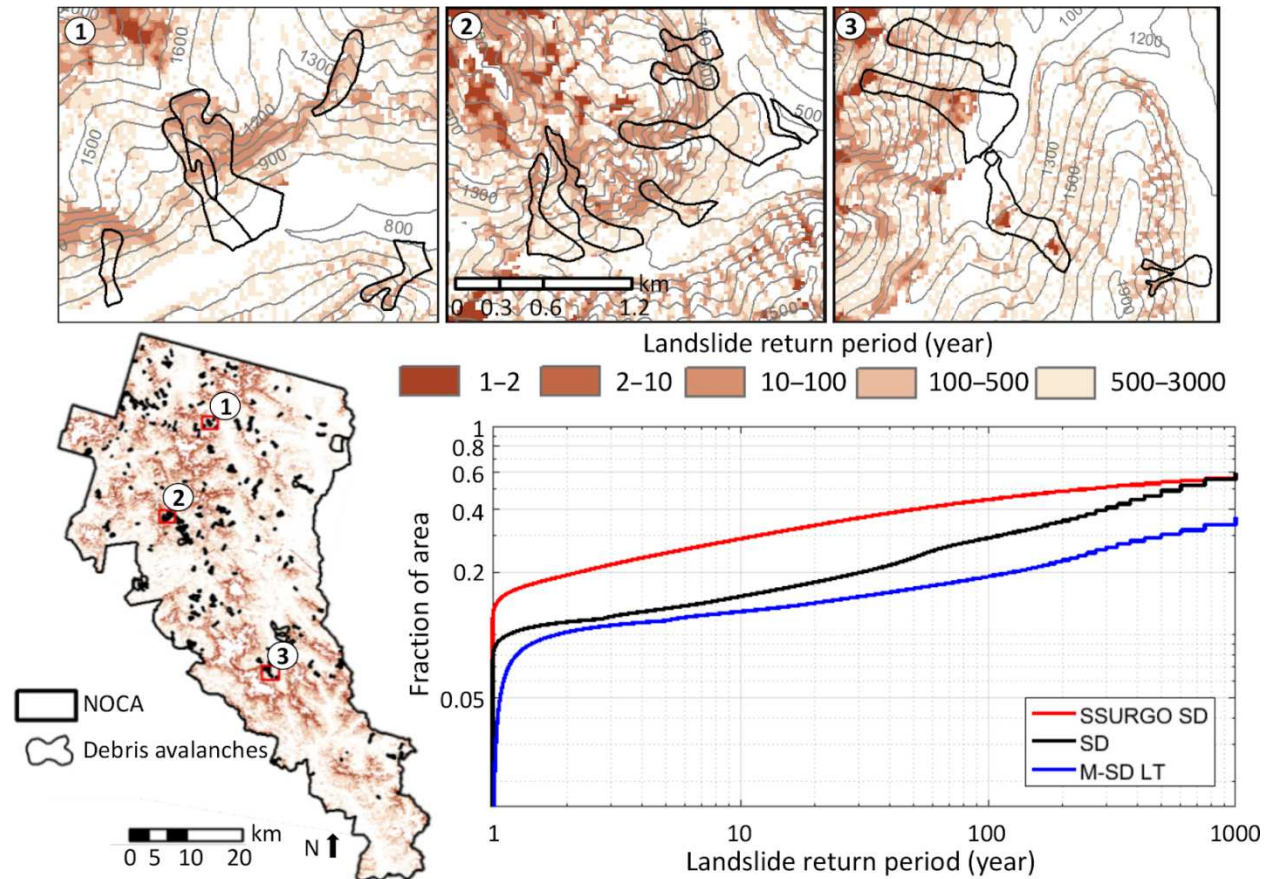 1
1600
1300
1200
1500
900
800
2
500
1300
0 0.3 0.6 1.2
km
3
1200
1300
1500
Landslide return period (year)
1–2 2–10 10–100 100–500 500–3000
1
2
3
NOCA
Debris avalanches
km
0 5 10 20
N
1
0.8
0.6
0.4
0.2
0.05
Fraction of area
SSURGO SD
SD
M-SD LT
1 10 100 1000
Landslide return period (year)